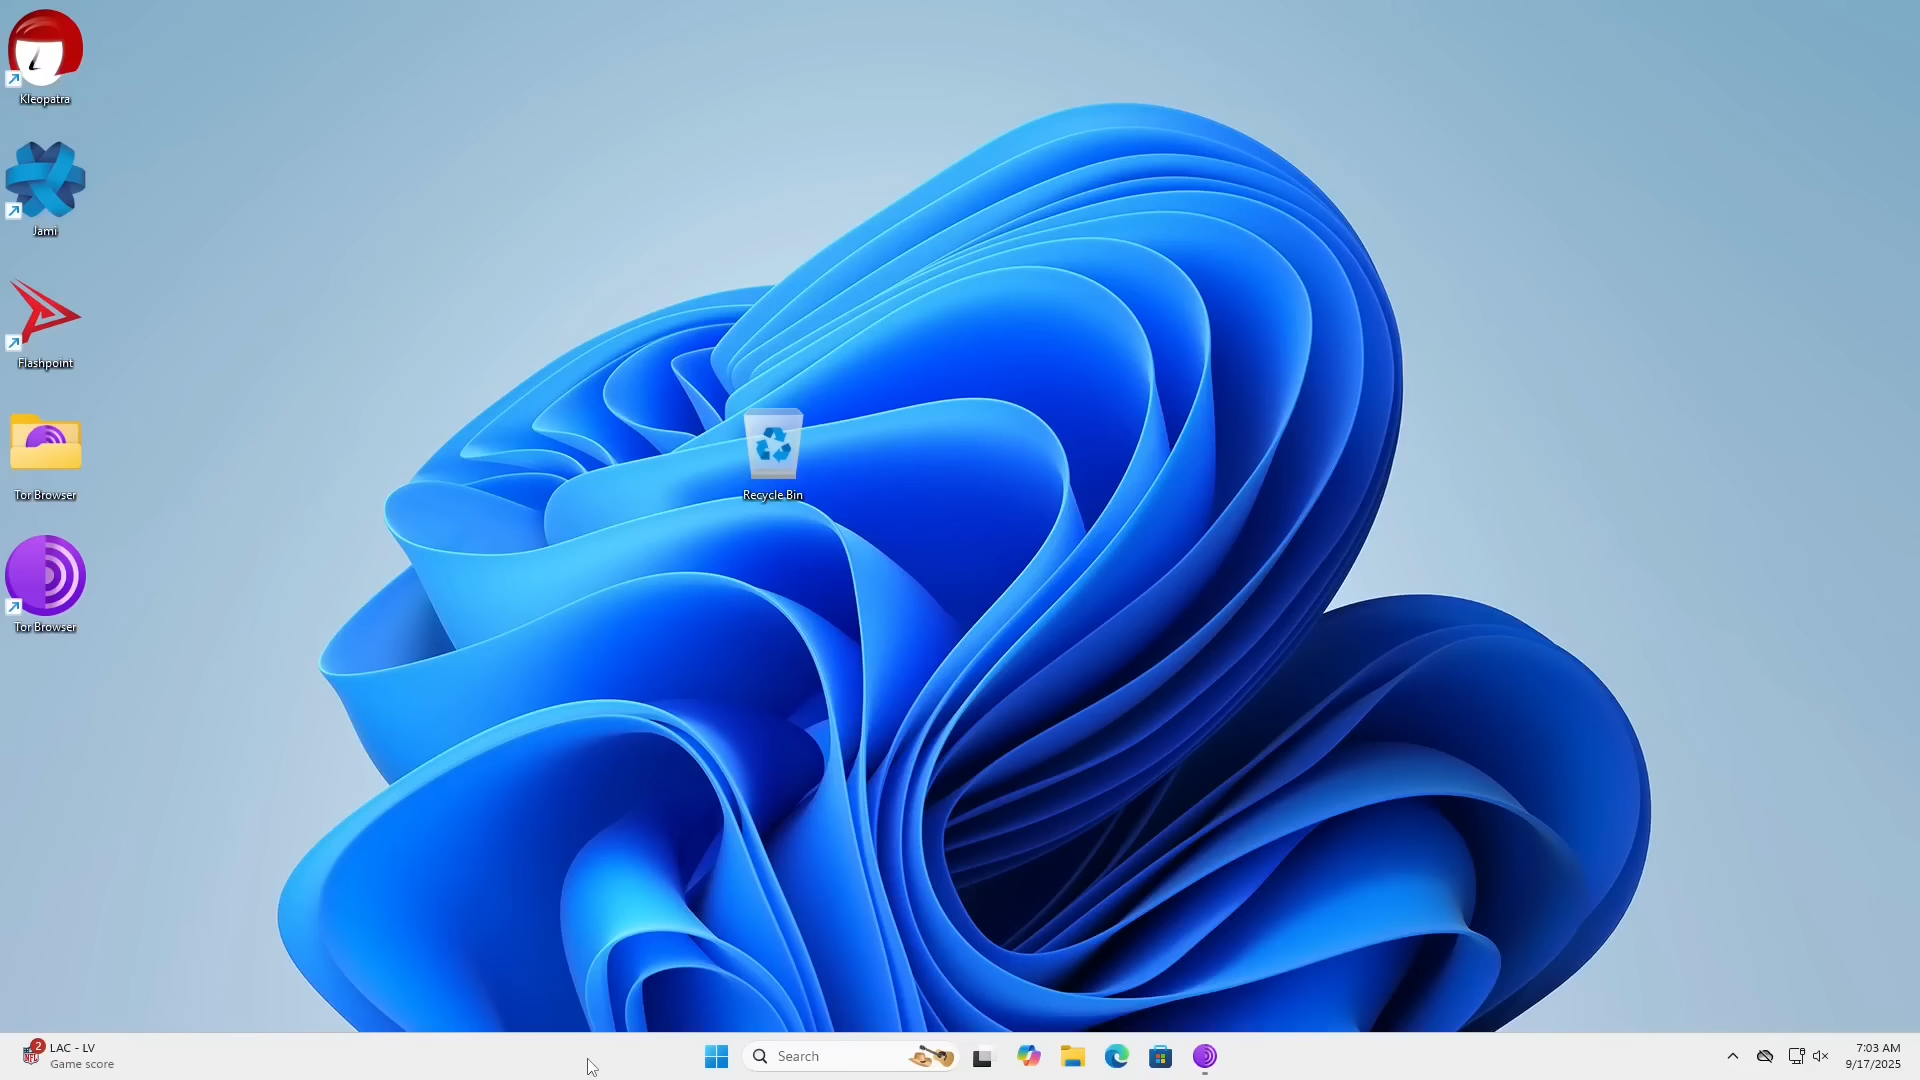 Kleopatra
Jami
Flashpoint
Tor Browser
Tor Browser
Recycle Bin
2
NFL
LAC - LV
Game score
Search
7:03 AM
9/17/2025